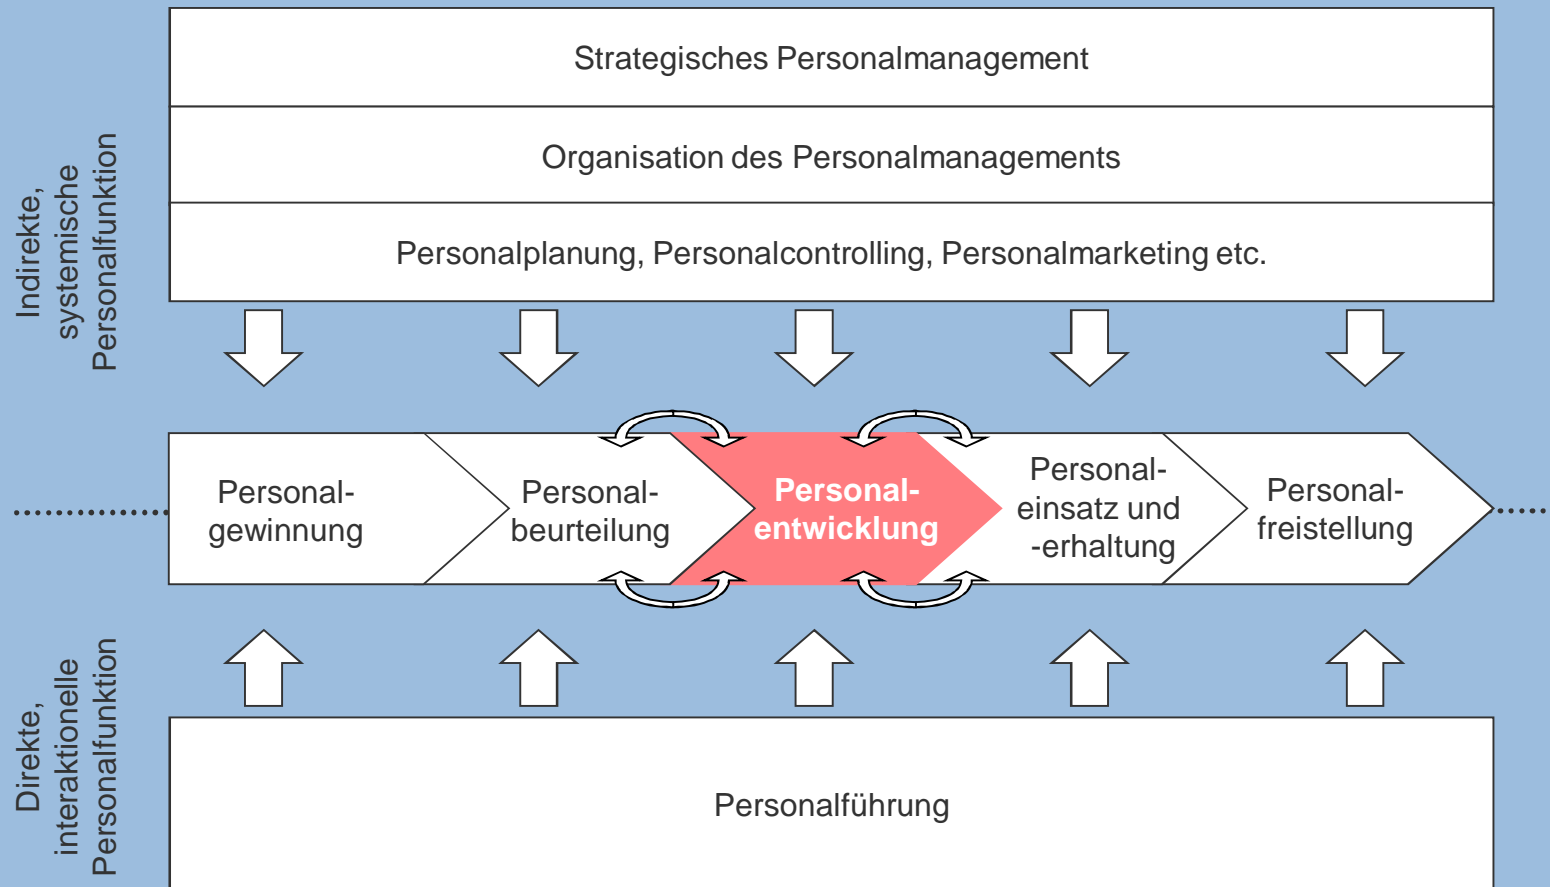 Strategisches Personalmanagement
Organisation des Personalmanagements
Personalplanung, Personalcontrolling, Personalmarketing etc.
Indirekte,
systemische
Personalfunktion
Personal-
gewinnung
Personal-
beurteilung
Personal-
entwicklung
Personal-
einsatz und
-erhaltung
Personal-
freistellung
Direkte,
interaktionelle
Personalfunktion
Personalführung